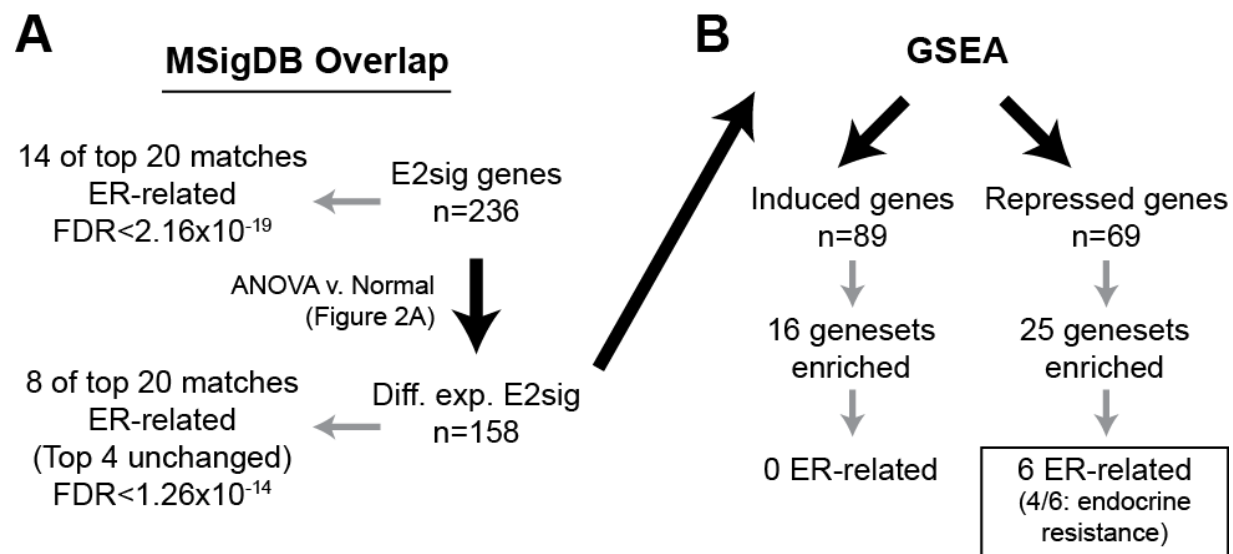 A
MSigDB Overlap
14 of top 20 matches
ER-related
FDR<2.16x10⁻¹⁹
E2sig genes
n=236
ANOVA v. Normal
(Figure 2A)
8 of top 20 matches
ER-related
(Top 4 unchanged)
FDR<1.26x10⁻¹⁴
Diff. exp. E2sig
n=158
B
GSEA
Induced genes
n=89
16 genesets
enriched
0 ER-related
Repressed genes
n=69
25 genesets
enriched
6 ER-related
(4/6: endocrine
resistance)